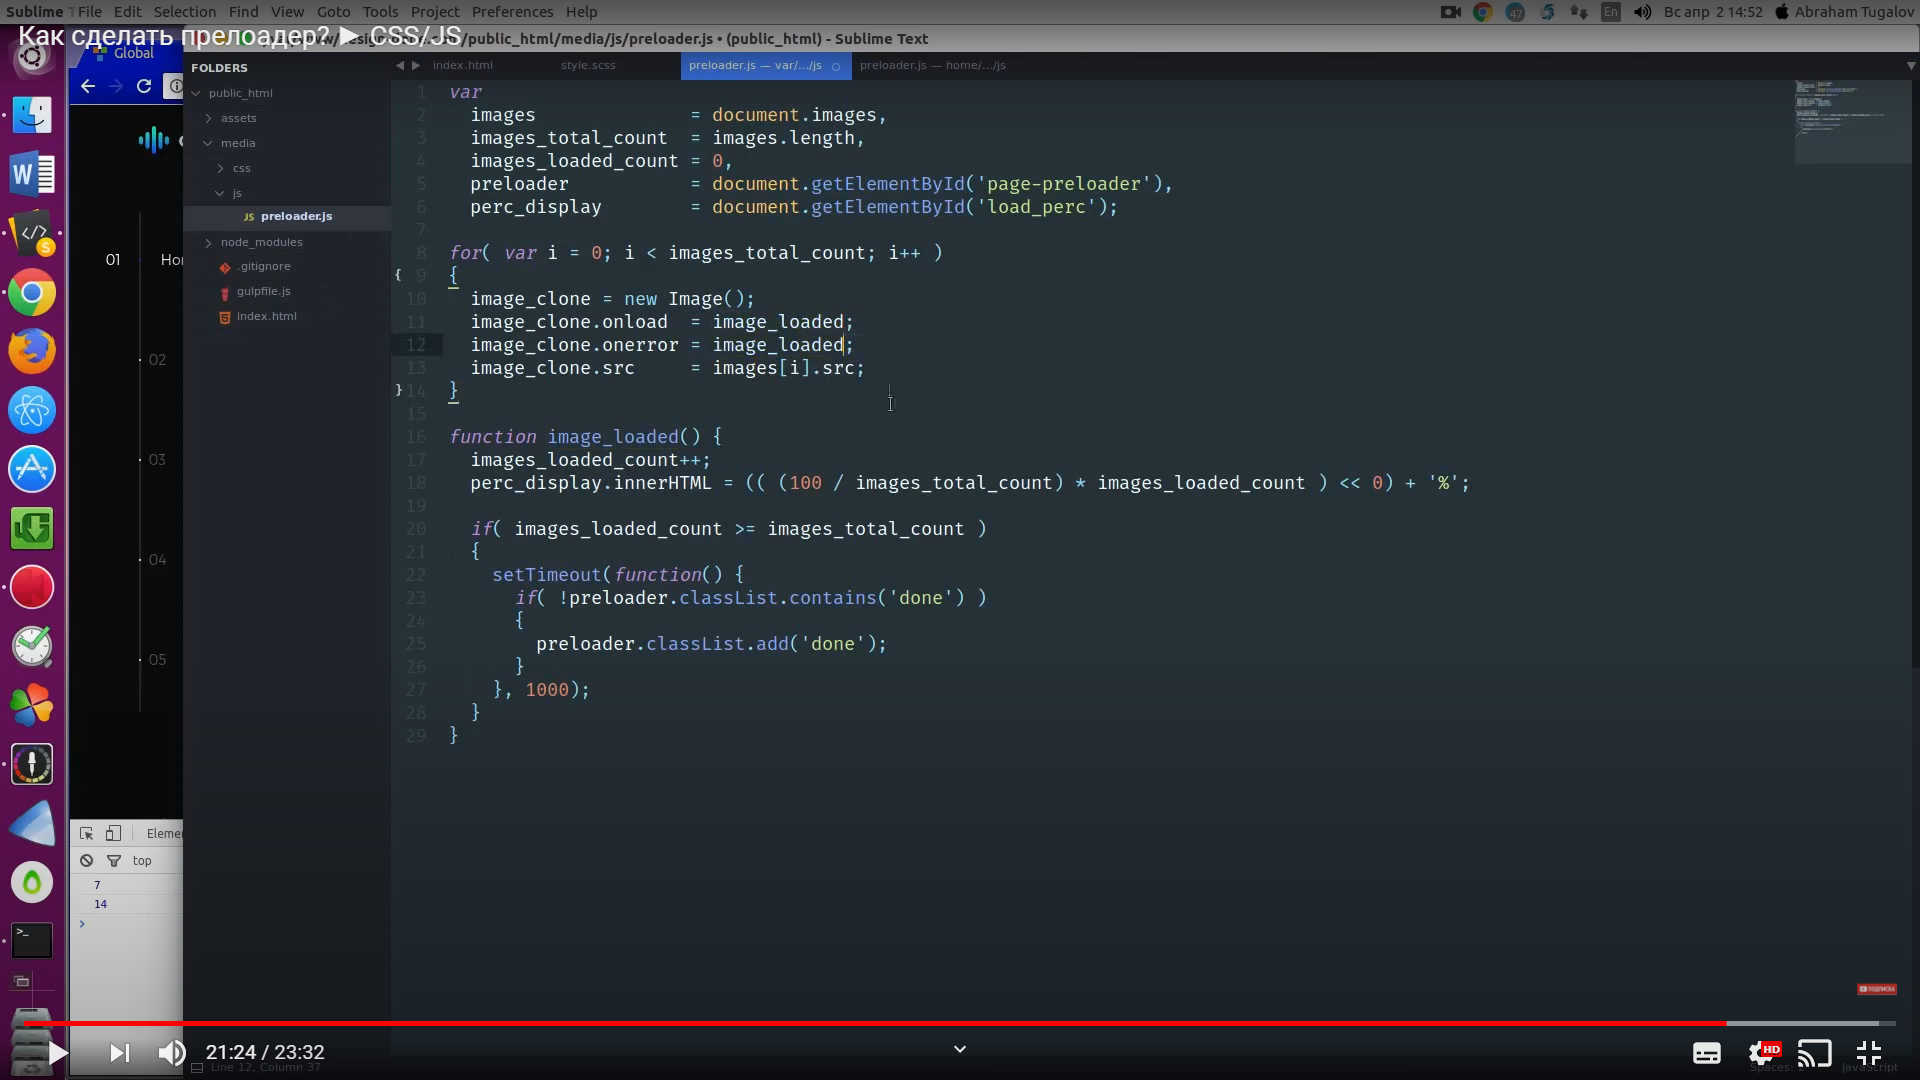 Sublime T File Edit Selection Find View Goto Tools Project Preferences Help
47 En Вс апр 2 14:52 Abraham Tugalov
Как сделать прелоадер? ► CSS/JS
/public_html/media/js/preloader.js • (public_html) - Sublime Text
Global
FOLDERS
public_html
assets
media
css
js
JS preloader.js
node_modules
.gitignore
gulpfile.js
index.html
index.html style.scss preloader.js — var/.../js preloader.js — home/.../js
1 var
2 images = document.images,
3 images_total_count = images.length,
4 images_loaded_count = 0,
5 preloader = document.getElementById('page-preloader'),
6 perc_display = document.getElementById('load_perc');
7
8 for( var i = 0; i < images_total_count; i++ )
{ 9 {
10 image_clone = new Image();
11 image_clone.onload = image_loaded;
12 image_clone.onerror = image_loaded;
13 image_clone.src = images[i].src;
} 14 }
15
16 function image_loaded() {
17 images_loaded_count++;
18 perc_display.innerHTML = (( (100 / images_total_count) * images_loaded_count ) << 0) + '%';
19
20 if( images_loaded_count >= images_total_count )
21 {
22 setTimeout(function() {
23 if( !preloader.classList.contains('done') )
24 {
25 preloader.classList.add('done');
26 }
27 }, 1000);
28 }
29 }
01 Ho
02
03
04
05
Elemen
top
7
14
ПОДПИСКА
21:24 / 23:32
HD
Line 12, Column 37
JavaScript